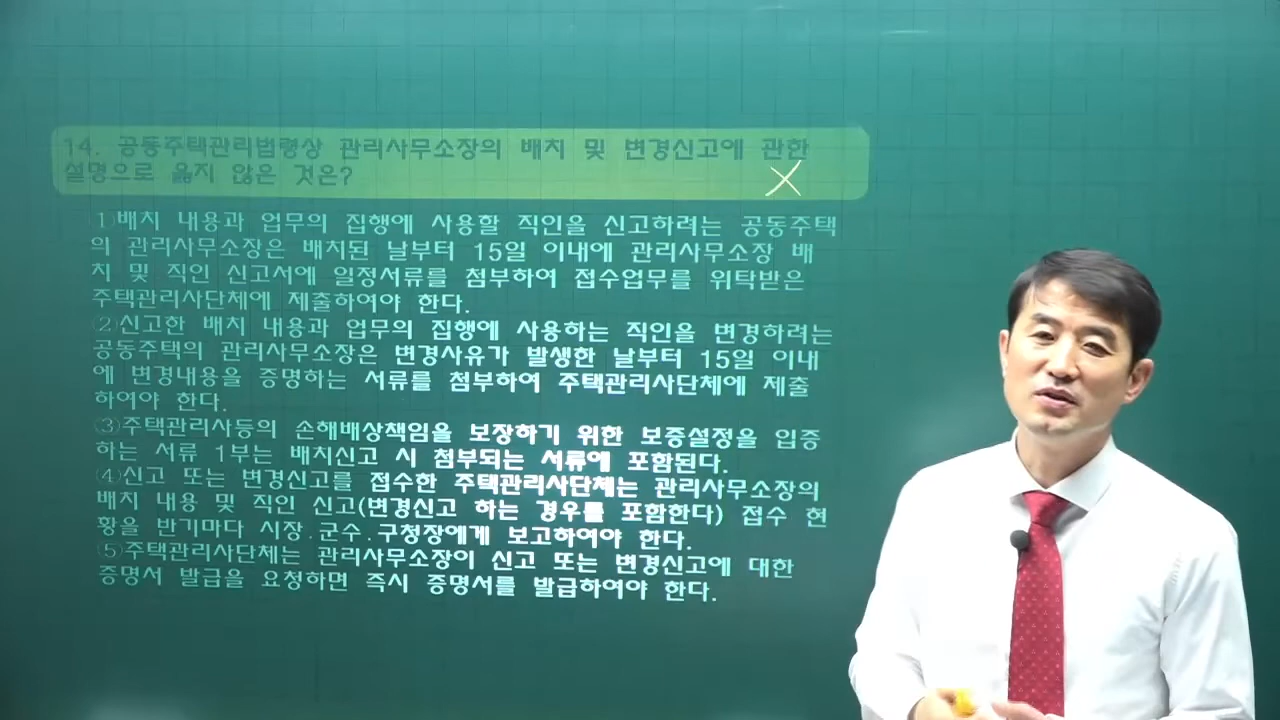 14. 공동주택관리법령상 관리사무소장의 배치 및 변경신고에 관한
설명으로 옳지 않은 것은?
①배치 내용과 업무의 집행에 사용할 직인을 신고하려는 공동주택
의 관리사무소장은 배치된 날부터 15일 이내에 관리사무소장 배
치 및 직인 신고서에 일정서류를 첨부하여 접수업무를 위탁받은
주택관리사단체에 제출하여야 한다.
②신고한 배치 내용과 업무의 집행에 사용하는 직인을 변경하려는
공동주택의 관리사무소장은 변경사유가 발생한 날부터 15일 이내
에 변경내용을 증명하는 서류를 첨부하여 주택관리사단체에 제출
하여야 한다.
③주택관리사등의 손해배상책임을 보장하기 위한 보증설정을 입증
하는 서류 1부는 배치신고 시 첨부되는 서류에 포함된다.
④신고 또는 변경신고를 접수한 주택관리사단체는 관리사무소장의
배치 내용 및 직인 신고(변경신고 하는 경우를 포함한다) 접수 현
황을 반기마다 시장.군수.구청장에게 보고하여야 한다.
⑤주택관리사단체는 관리사무소장이 신고 또는 변경신고에 대한
증명서 발급을 요청하면 즉시 증명서를 발급하여야 한다.